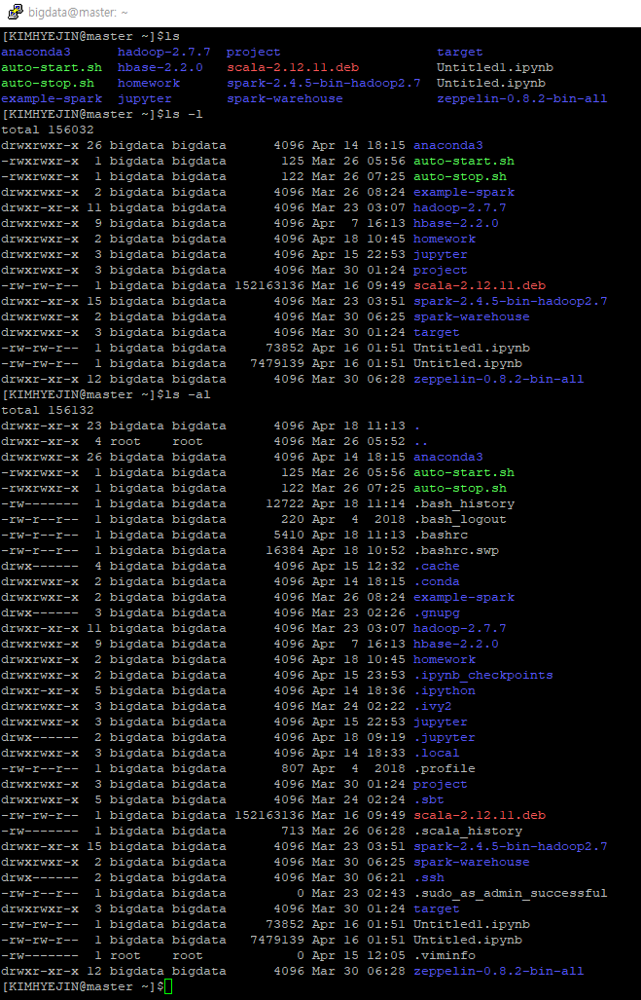 bigdata@master: ~
[KIMHYEJIN@master ~]$ls
anaconda3 hadoop-2.7.7 project target
auto-start.sh hbase-2.2.0 scala-2.12.11.deb Untitled1.ipynb
auto-stop.sh homework spark-2.4.5-bin-hadoop2.7 Untitled.ipynb
example-spark jupyter spark-warehouse zeppelin-0.8.2-bin-all
[KIMHYEJIN@master ~]$ls -l
total 156032
drwxrwxr-x 26 bigdata bigdata 4096 Apr 14 18:15 anaconda3
-rwxrwxr-x 1 bigdata bigdata 125 Mar 26 05:56 auto-start.sh
-rwxrwxr-x 1 bigdata bigdata 122 Mar 26 07:25 auto-stop.sh
drwxrwxr-x 2 bigdata bigdata 4096 Mar 26 08:24 example-spark
drwxr-xr-x 11 bigdata bigdata 4096 Mar 23 03:07 hadoop-2.7.7
drwxrwxr-x 9 bigdata bigdata 4096 Apr 7 16:13 hbase-2.2.0
drwxrwxr-x 2 bigdata bigdata 4096 Apr 18 10:45 homework
drwxrwxr-x 3 bigdata bigdata 4096 Apr 15 22:53 jupyter
drwxrwxr-x 3 bigdata bigdata 4096 Mar 30 01:24 project
-rw-rw-r-- 1 bigdata bigdata 152163136 Mar 16 09:49 scala-2.12.11.deb
drwxr-xr-x 15 bigdata bigdata 4096 Mar 23 03:51 spark-2.4.5-bin-hadoop2.7
drwxrwxr-x 2 bigdata bigdata 4096 Mar 30 06:25 spark-warehouse
drwxrwxr-x 3 bigdata bigdata 4096 Mar 30 01:24 target
-rw-rw-r-- 1 bigdata bigdata 73852 Apr 16 01:51 Untitled1.ipynb
-rw-rw-r-- 1 bigdata bigdata 7479139 Apr 16 01:51 Untitled.ipynb
drwxr-xr-x 12 bigdata bigdata 4096 Mar 30 06:28 zeppelin-0.8.2-bin-all
[KIMHYEJIN@master ~]$ls -al
total 156132
drwxr-xr-x 23 bigdata bigdata 4096 Apr 18 11:13 .
drwxr-xr-x 4 root root 4096 Mar 26 05:52 ..
drwxrwxr-x 26 bigdata bigdata 4096 Apr 14 18:15 anaconda3
-rwxrwxr-x 1 bigdata bigdata 125 Mar 26 05:56 auto-start.sh
-rwxrwxr-x 1 bigdata bigdata 122 Mar 26 07:25 auto-stop.sh
-rw------- 1 bigdata bigdata 12722 Apr 18 11:14 .bash_history
-rw-r--r-- 1 bigdata bigdata 220 Apr 4 2018 .bash_logout
-rw-r--r-- 1 bigdata bigdata 5410 Apr 18 11:13 .bashrc
-rw-r--r-- 1 bigdata bigdata 16384 Apr 18 10:52 .bashrc.swp
drwx------ 4 bigdata bigdata 4096 Apr 15 12:32 .cache
drwxrwxr-x 2 bigdata bigdata 4096 Apr 14 18:15 .conda
drwxrwxr-x 2 bigdata bigdata 4096 Mar 26 08:24 example-spark
drwx------ 3 bigdata bigdata 4096 Mar 23 02:26 .gnupg
drwxr-xr-x 11 bigdata bigdata 4096 Mar 23 03:07 hadoop-2.7.7
drwxrwxr-x 9 bigdata bigdata 4096 Apr 7 16:13 hbase-2.2.0
drwxrwxr-x 2 bigdata bigdata 4096 Apr 18 10:45 homework
drwxrwxr-x 2 bigdata bigdata 4096 Apr 15 23:53 .ipynb_checkpoints
drwxr-xr-x 5 bigdata bigdata 4096 Apr 14 18:36 .ipython
drwxrwxr-x 3 bigdata bigdata 4096 Mar 24 02:22 .ivy2
drwxrwxr-x 3 bigdata bigdata 4096 Apr 15 22:53 jupyter
drwx------ 2 bigdata bigdata 4096 Apr 18 09:19 .jupyter
drwxrwxr-x 3 bigdata bigdata 4096 Apr 14 18:33 .local
-rw-r--r-- 1 bigdata bigdata 807 Apr 4 2018 .profile
drwxrwxr-x 3 bigdata bigdata 4096 Mar 30 01:24 project
drwxrwxr-x 5 bigdata bigdata 4096 Mar 24 02:24 .sbt
-rw-rw-r-- 1 bigdata bigdata 152163136 Mar 16 09:49 scala-2.12.11.deb
-rw------- 1 bigdata bigdata 713 Mar 26 06:28 .scala_history
drwxr-xr-x 15 bigdata bigdata 4096 Mar 23 03:51 spark-2.4.5-bin-hadoop2.7
drwxrwxr-x 2 bigdata bigdata 4096 Mar 30 06:25 spark-warehouse
drwx------ 2 bigdata bigdata 4096 Mar 30 06:21 .ssh
-rw-r--r-- 1 bigdata bigdata 0 Mar 23 02:43 .sudo_as_admin_successful
drwxrwxr-x 3 bigdata bigdata 4096 Mar 30 01:24 target
-rw-rw-r-- 1 bigdata bigdata 73852 Apr 16 01:51 Untitled1.ipynb
-rw-rw-r-- 1 bigdata bigdata 7479139 Apr 16 01:51 Untitled.ipynb
-rw------- 1 root root 0 Apr 15 12:05 .viminfo
drwxr-xr-x 12 bigdata bigdata 4096 Mar 30 06:28 zeppelin-0.8.2-bin-all
[KIMHYEJIN@master ~]$